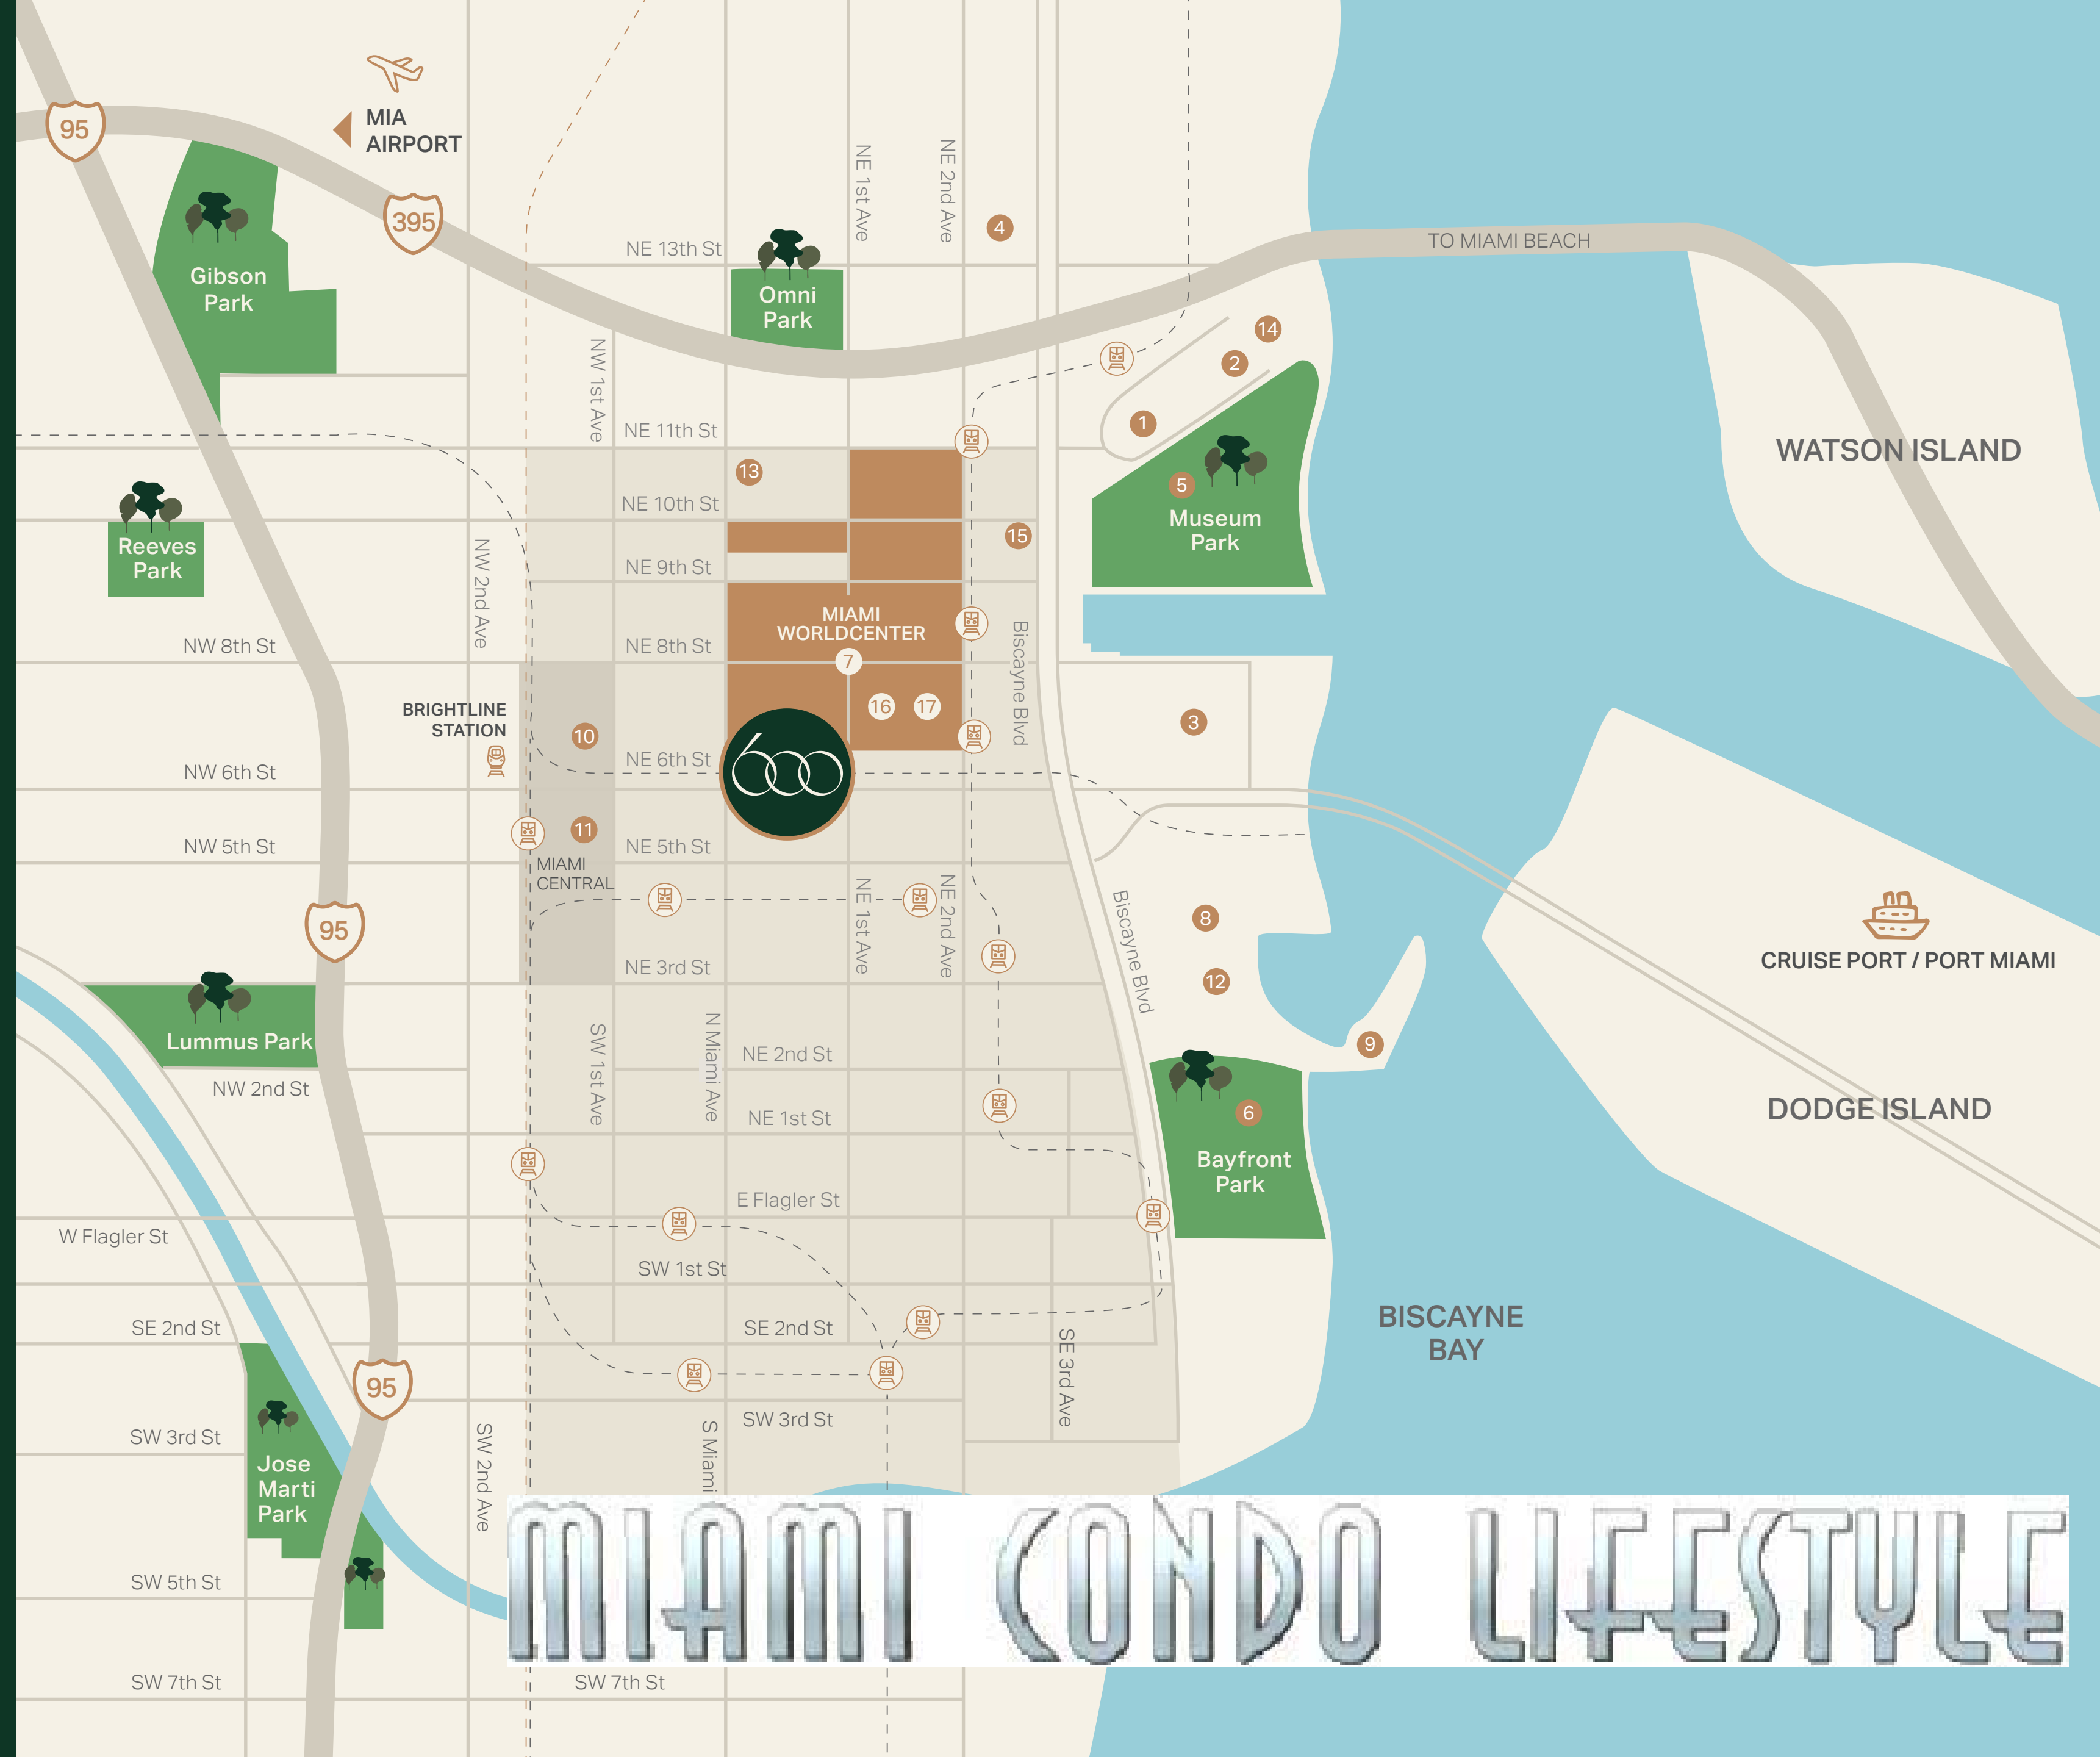 95
MIA
AIRPORT
395
NE 1st Ave
NE 2nd Ave
4
NE 13th St
TO MIAMI BEACH
Gibson
Park
Omni
Park
14
2
1
NW 1st Ave
NE 11th St
WATSON ISLAND
13
5
NE 10th St
Museum
Park
15
Reeves
Park
NW 2nd Ave
NE 9th St
MIAMI
WORLDCENTER
NW 8th St
NE 8th St
7
Biscayne Blvd
16
17
BRIGHTLINE
STATION
3
10
NW 6th St
NE 6th St
600
11
NW 5th St
NE 5th St
MIAMI
CENTRAL
NE 1st Ave
NE 2nd Ave
Biscayne Blvd
8
95
CRUISE PORT / PORT MIAMI
NE 3rd St
12
Lummus Park
SW 1st Ave
N Miami Ave
NE 2nd St
9
NW 2nd St
NE 1st St
6
DODGE ISLAND
Bayfront
Park
E Flagler St
W Flagler St
SW 1st St
SE 2nd St
SE 2nd St
SE 3rd Ave
BISCAYNE
BAY
95
SW 3rd St
SW 3rd St
SW 2nd Ave
S Miami
Jose
Marti
Park
MIAMI CONDO LIFESTYLE
SW 5th St
SW 7th St
SW 7th St